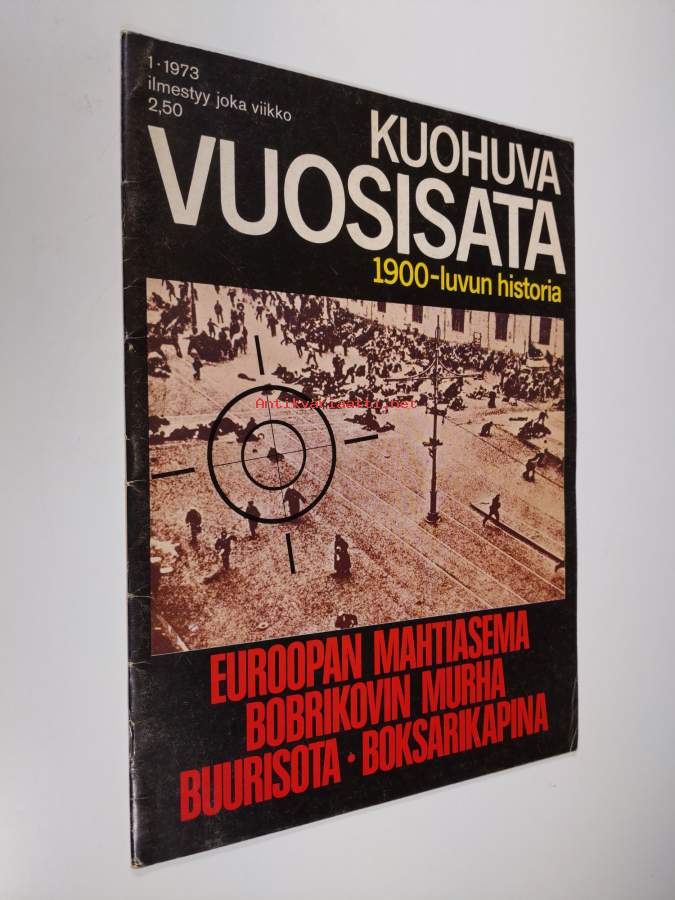 1·1973
ilmestyy joka viikko
2,50
KUOHUVA
VUOSISATA
1900-luvun historia
Antikvariaatti.net
EUROOPAN MAHTIASEMA
BOBRIKOVIN MURHA
BUURISOTA · BOKSARIKAPINA